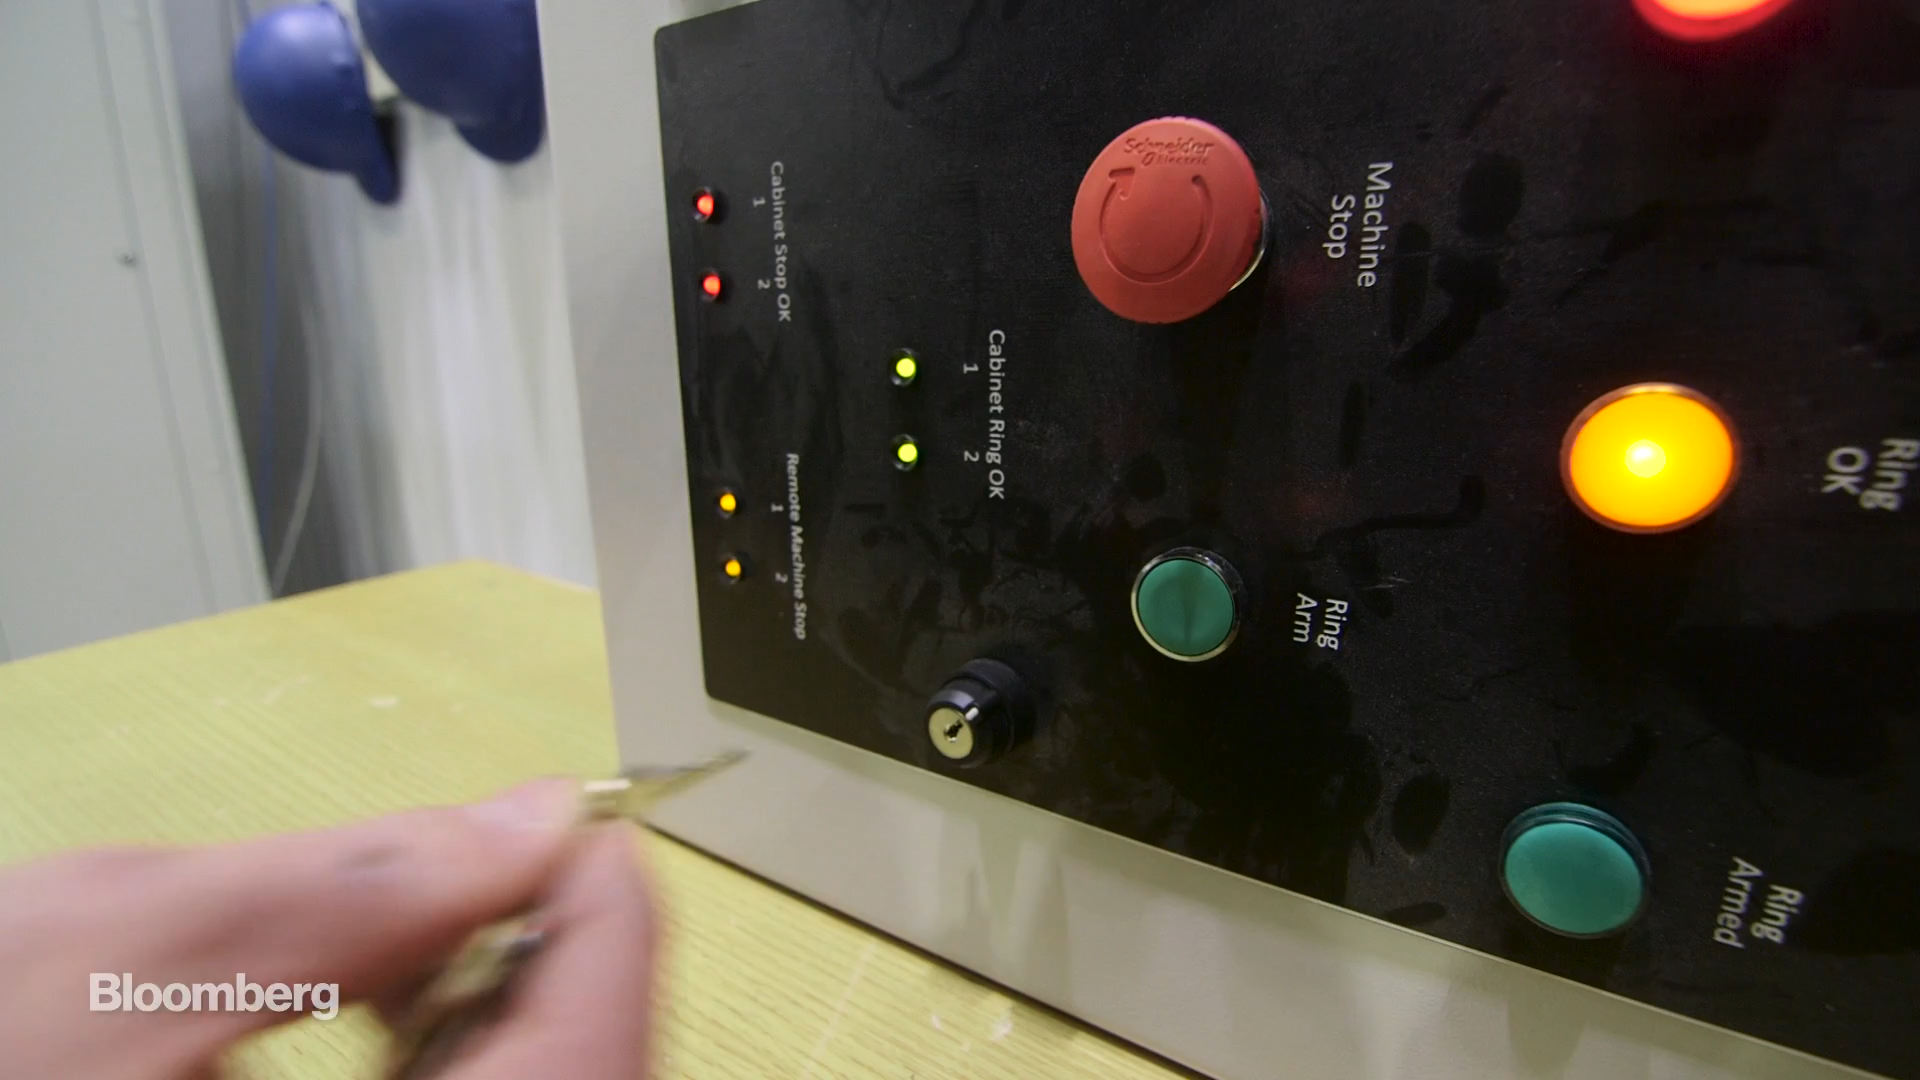 Schneider
Electric
Machine
Stop
Cabinet Stop OK
1
2
Cabinet Ring OK
1
2
Remote Machine Stop
1
2
Ring
OK
Ring
Arm
Ring
Armed
Bloomberg